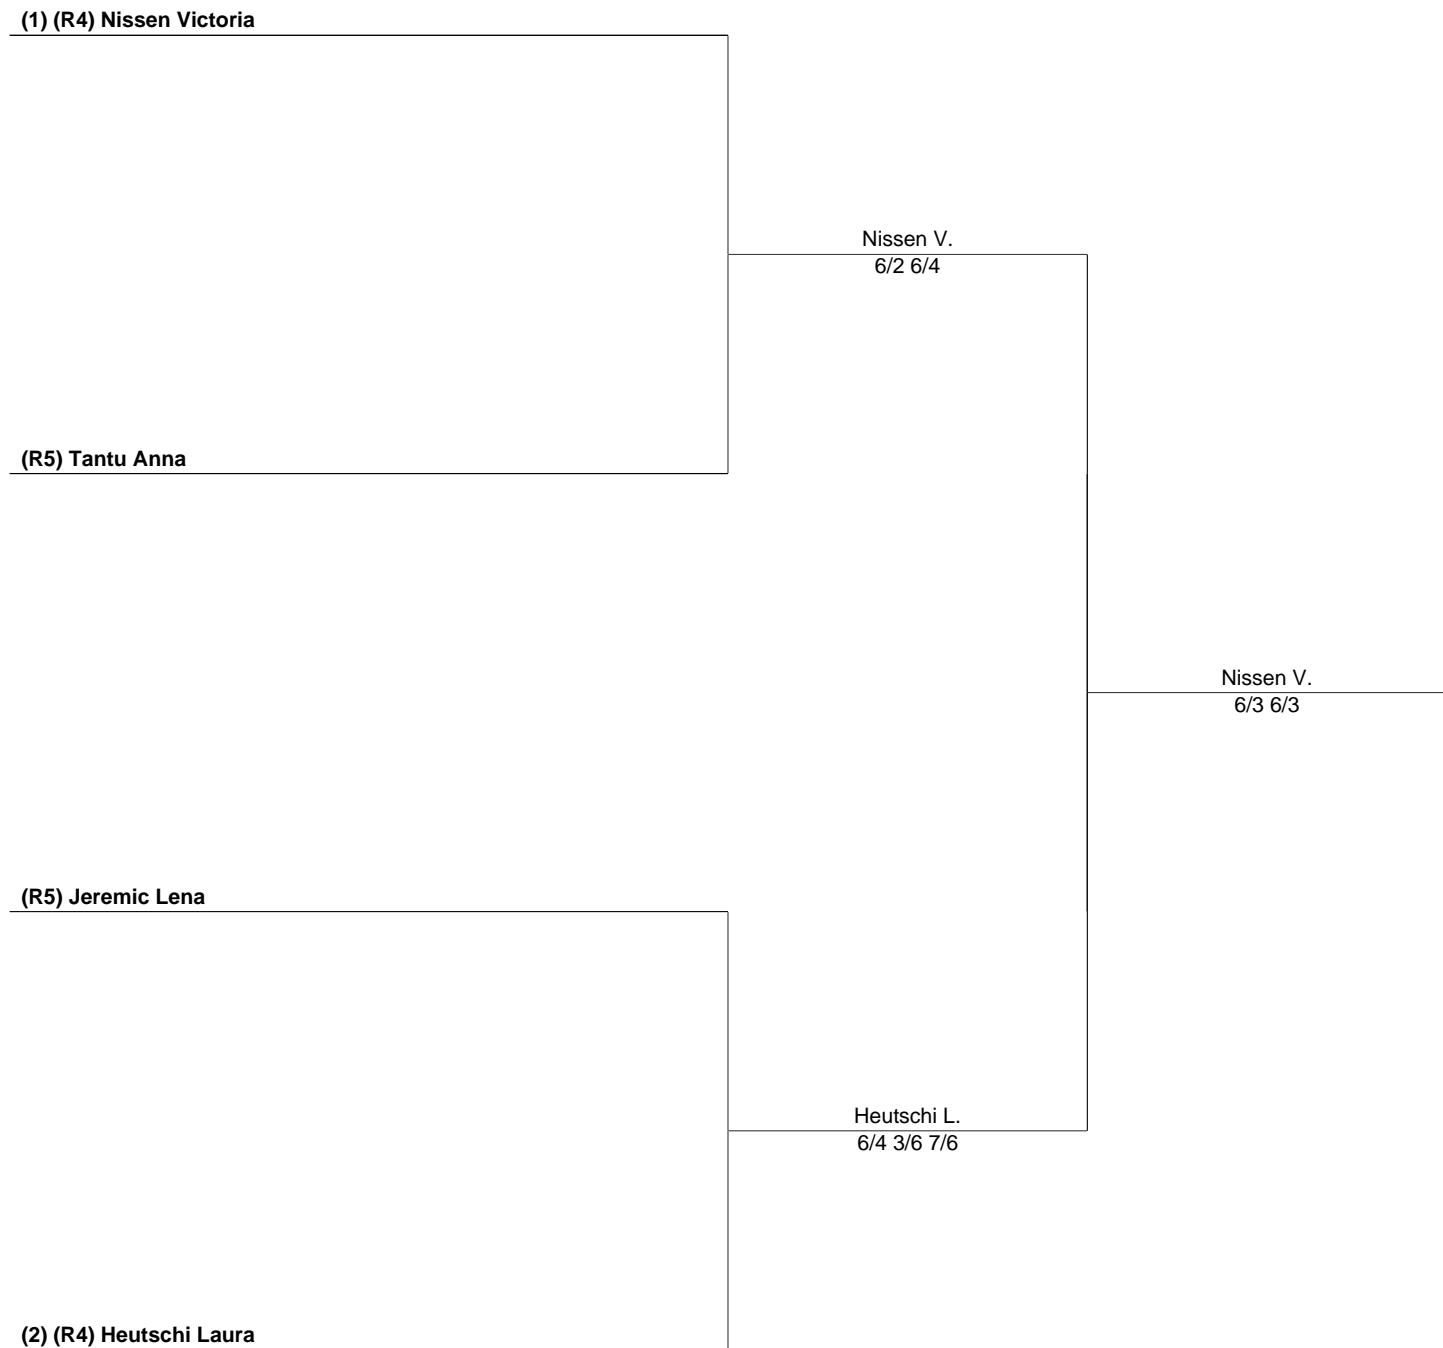 (1) (R4) Nissen Victoria
Nissen V.
6/2 6/4
(R5) Tantu Anna
Nissen V.
6/3 6/3
(R5) Jeremic Lena
Heutschi L.
6/4 3/6 7/6
(2) (R4) Heutschi Laura